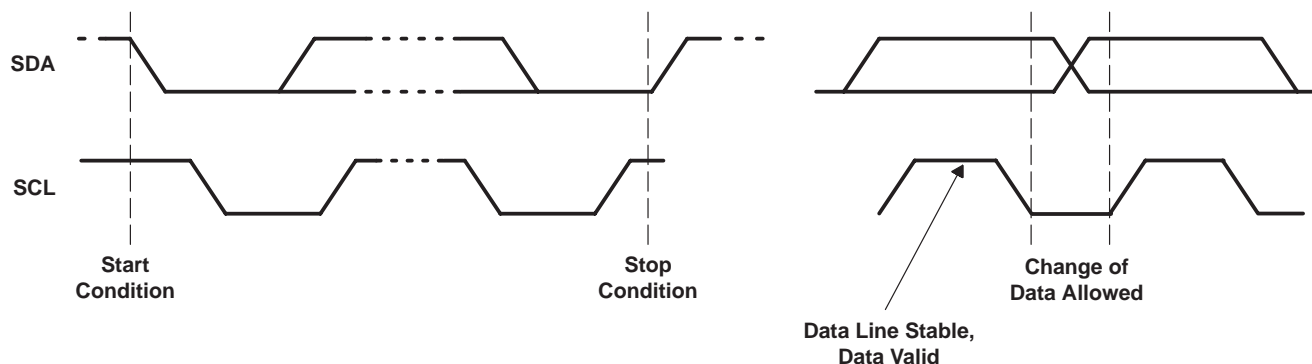 SDA
SCL
Start
Condition
Stop
Condition
Change of
Data Allowed
Data Line Stable,
Data Valid